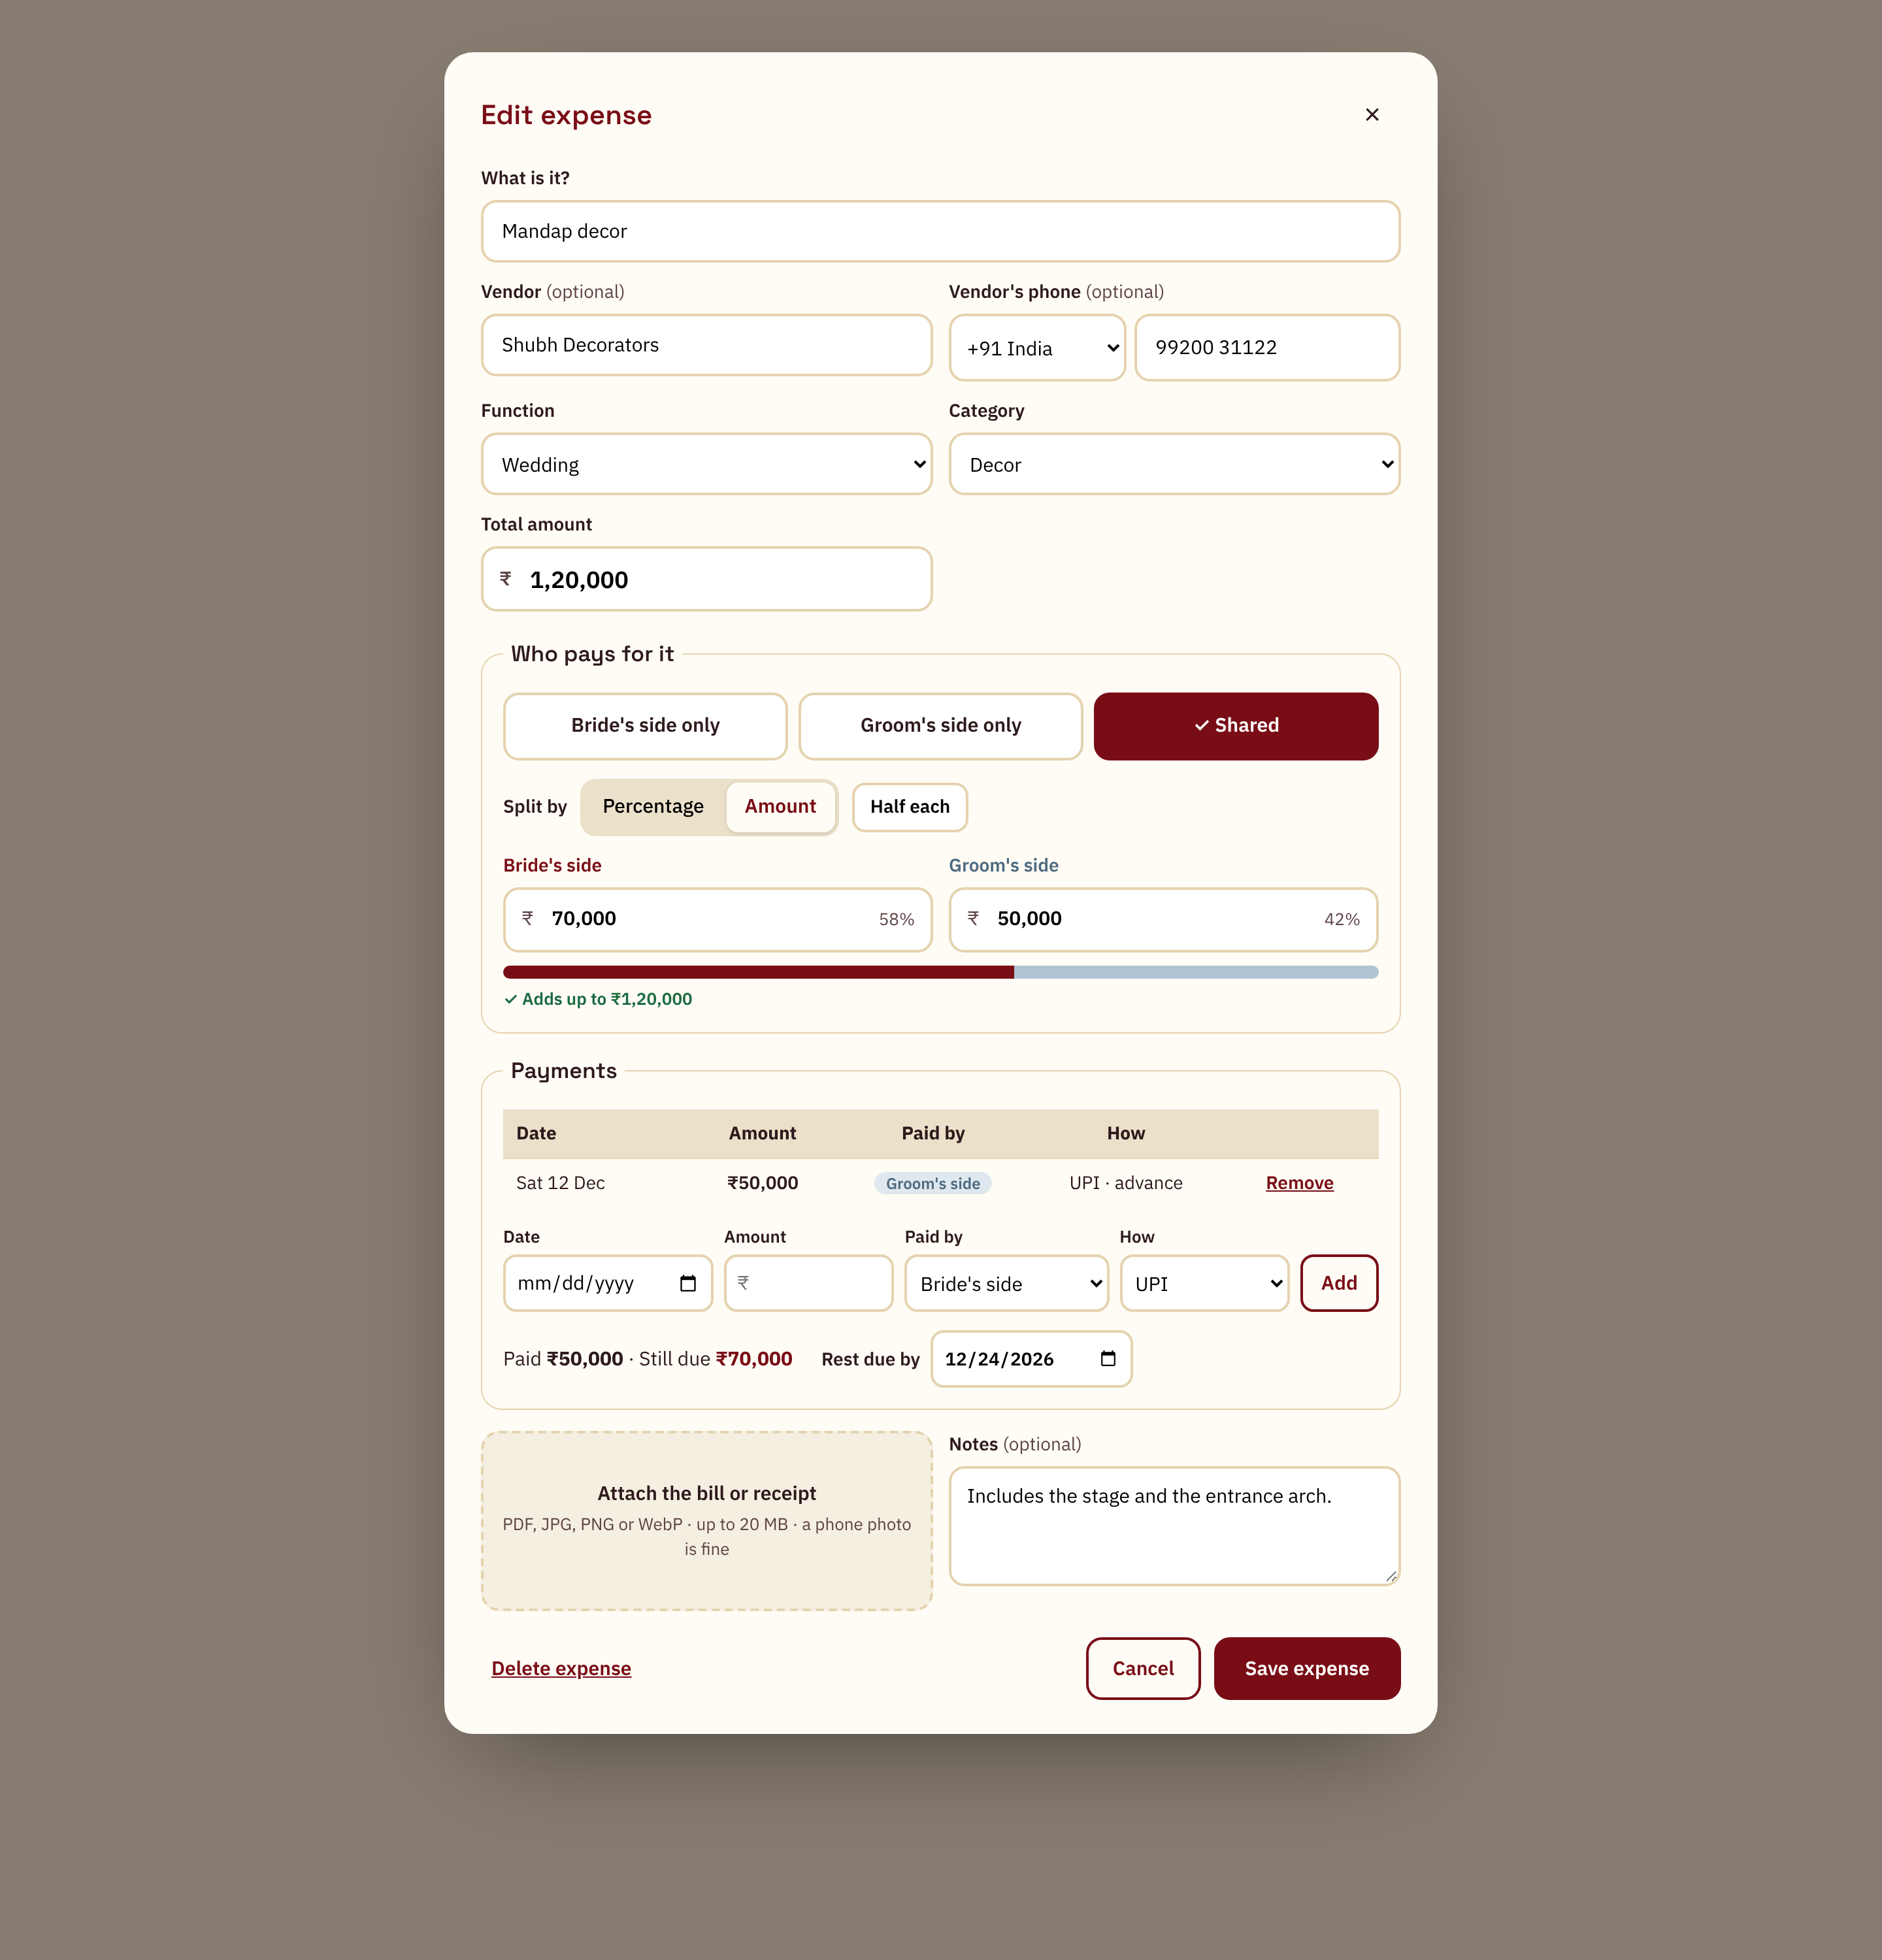 Edit expense ×
What is it?
Mandap decor
Vendor (optional) Vendor's phone (optional)
Shubh Decorators +91 India 99200 31122
Function Category
Wedding Decor
Total amount
₹ 1,20,000
Who pays for it
Bride's side only Groom's side only ✓ Shared
Split by Percentage Amount Half each
Bride's side Groom's side
₹ 70,000 58% ₹ 50,000 42%
✓ Adds up to ₹1,20,000
Payments
Date Amount Paid by How
Sat 12 Dec ₹50,000 Groom's side UPI · advance Remove
Date Amount Paid by How
mm/dd/yyyy ₹ Bride's side UPI Add
Paid ₹50,000 · Still due ₹70,000 Rest due by 12/24/2026
Attach the bill or receipt
PDF, JPG, PNG or WebP · up to 20 MB · a phone photo
is fine
Notes (optional)
Includes the stage and the entrance arch.
Delete expense Cancel Save expense